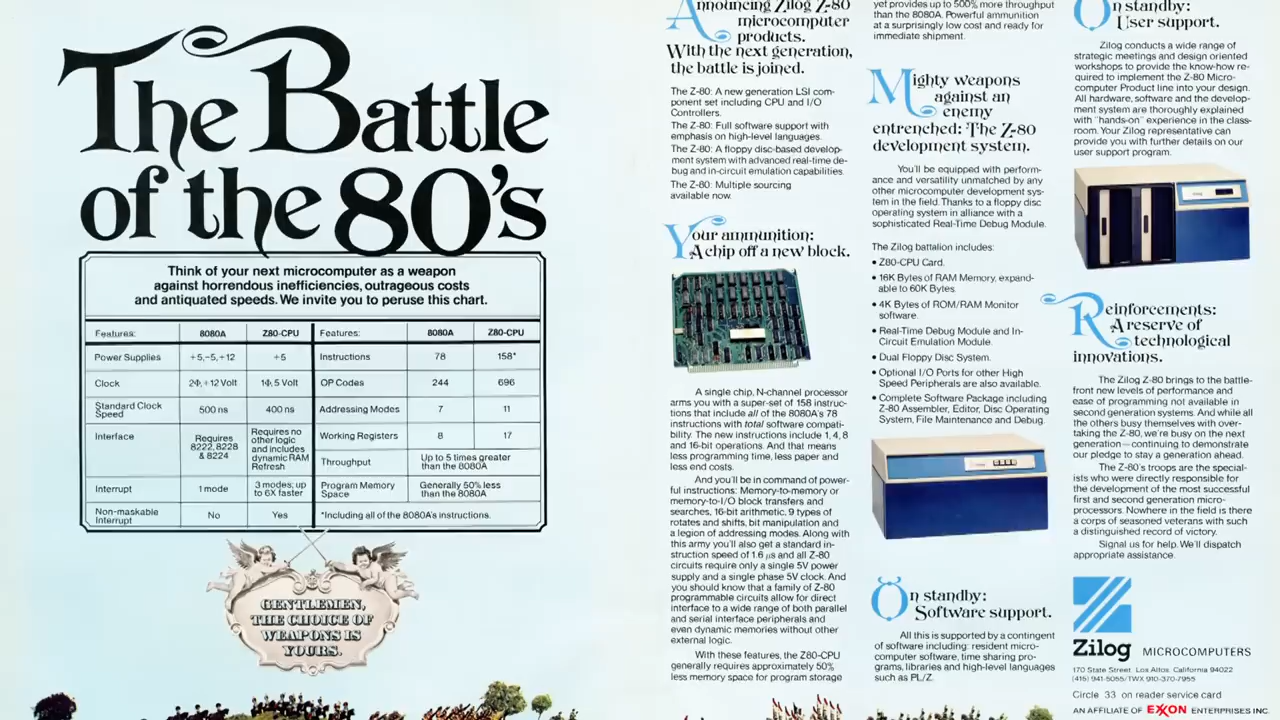 The Battle
of the 80's
Think of your next microcomputer as a weapon
against horrendous inefficiencies, outrageous costs
and antiquated speeds. We invite you to peruse this chart.
Features: 8080A Z80-CPU Features: 8080A Z80-CPU
Power Supplies +5,−5,+12 +5 Instructions 78 158*
Clock 2Φ,+12 Volt 1Φ, 5 Volt OP Codes 244 696
Standard Clock
Speed 500 ns 400 ns Addressing Modes 7 11
Interface Requires
8222, 8228
& 8224 Requires no
other logic
and includes
dynamic RAM
Refresh Working Registers 8 17
Throughput Up to 5 times greater
than the 8080A
Interrupt 1 mode 3 modes; up
to 6X faster Program Memory
Space Generally 50% less
than the 8080A
Non-maskable
Interrupt No Yes *Including all of the 8080A's instructions.
GENTLEMEN,
THE CHOICE OF
WEAPONS IS
YOURS.
Announcing Zilog Z-80
microcomputer
products.
With the next generation,
the battle is joined.
The Z-80: A new generation LSI com-
ponent set including CPU and I/O
Controllers.
The Z-80: Full software support with
emphasis on high-level languages.
The Z-80: A floppy disc-based develop-
ment system with advanced real-time de-
bug and in-circuit emulation capabilities.
The Z-80: Multiple sourcing
available now.
Your ammunition:
A chip off a new block.
A single chip, N-channel processor
arms you with a super-set of 158 instruc-
tions that include all of the 8080A's 78
instructions with total software compati-
bility. The new instructions include 1, 4, 8
and 16-bit operations. And that means
less programming time, less paper and
less end costs.
And you'll be in command of power-
ful instructions: Memory-to-memory or
memory-to-I/O block transfers and
searches, 16-bit arithmetic, 9 types of
rotates and shifts, bit manipulation and
a legion of addressing modes. Along with
this army you'll also get a standard in-
struction speed of 1.6 μs and all Z-80
circuits require only a single 5V power
supply and a single phase 5V clock. And
you should know that a family of Z-80
programmable circuits allow for direct
interface to a wide range of both parallel
and serial interface peripherals and
even dynamic memories without other
external logic.
With these features, the Z80-CPU
generally requires approximately 50%
less memory space for program storage
yet provides up to 500% more throughput
than the 8080A. Powerful ammunition
at a surprisingly low cost and ready for
immediate shipment.
Mighty weapons
against an
enemy
entrenched: The Z-80
development system.
You'll be equipped with perform-
ance and versatility unmatched by any
other microcomputer development sys-
tem in the field. Thanks to a floppy disc
operating system in alliance with a
sophisticated Real-Time Debug Module.
The Zilog battalion includes:
• Z80-CPU Card.
• 16K Bytes of RAM Memory, expand-
able to 60K Bytes.
• 4K Bytes of ROM/RAM Monitor
software.
• Real-Time Debug Module and In-
Circuit Emulation Module.
• Dual Floppy Disc System.
• Optional I/O Ports for other High
Speed Peripherals are also available.
• Complete Software Package including
Z-80 Assembler, Editor, Disc Operating
System, File Maintenance and Debug.
On standby:
Software support.
All this is supported by a contingent
of software including: resident micro-
computer software, time sharing pro-
grams, libraries and high-level languages
such as PL/Z.
On standby:
User support.
Zilog conducts a wide range of
strategic meetings and design oriented
workshops to provide the know-how re-
quired to implement the Z-80 Micro-
computer Product line into your design.
All hardware, software and the develop-
ment system are thoroughly explained
with "hands-on" experience in the class-
room. Your Zilog representative can
provide you with further details on our
user support program.
Reinforcements:
A reserve of
technological
innovations.
The Zilog Z-80 brings to the battle-
front new levels of performance and
ease of programming not available in
second generation systems. And while all
the others busy themselves with over-
taking the Z-80, we're busy on the next
generation—continuing to demonstrate
our pledge to stay a generation ahead.
The Z-80's troops are the special-
ists who were directly responsible for
the development of the most successful
first and second generation micro-
processors. Nowhere in the field is there
a corps of seasoned veterans with such
a distinguished record of victory.
Signal us for help. We'll dispatch
appropriate assistance.
Zilog MICROCOMPUTERS
170 State Street, Los Altos, California 94022
(415) 941-5055/TWX 910-370-7955
Circle 33 on reader service card
AN AFFILIATE OF EXXON ENTERPRISES INC.